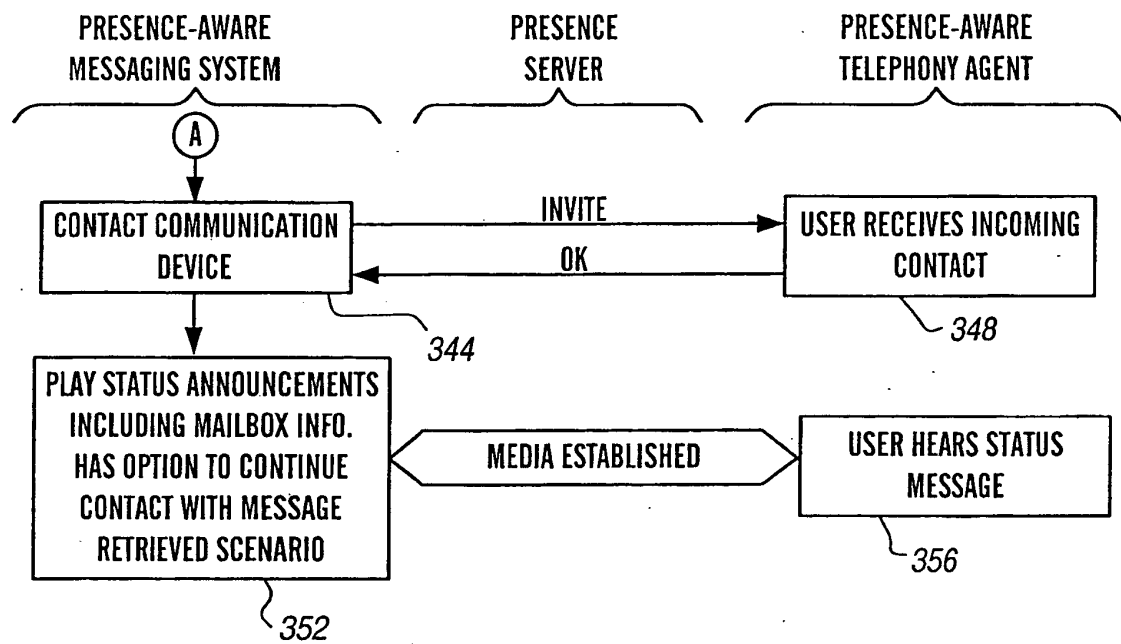 PRESENCE-AWARE
MESSAGING SYSTEM
PRESENCE
SERVER
PRESENCE-AWARE
TELEPHONY AGENT
A
CONTACT COMMUNICATION
DEVICE
344
INVITE
OK
USER RECEIVES INCOMING
CONTACT
348
PLAY STATUS ANNOUNCEMENTS
INCLUDING MAILBOX INFO.
HAS OPTION TO CONTINUE
CONTACT WITH MESSAGE
RETRIEVED SCENARIO
352
MEDIA ESTABLISHED
USER HEARS STATUS
MESSAGE
356